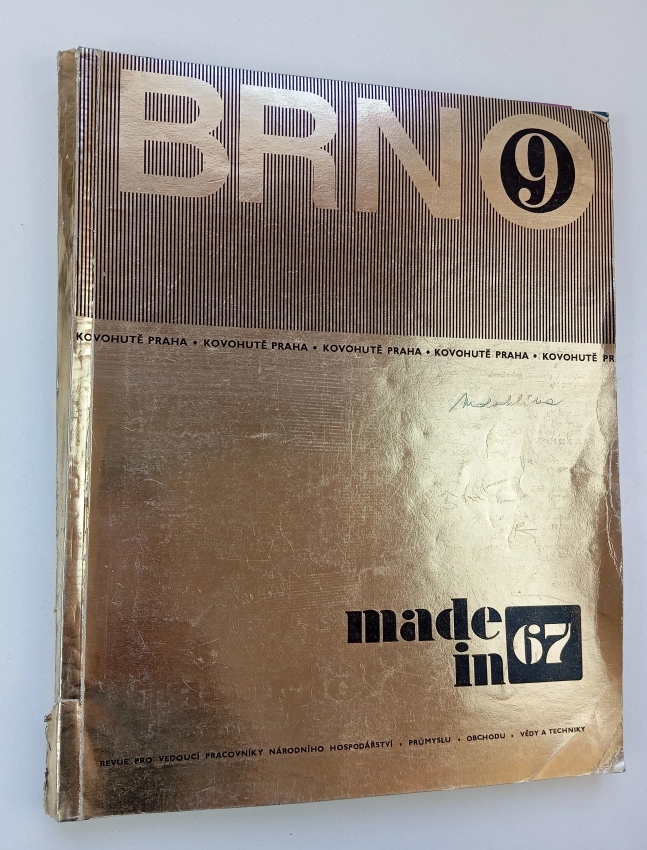 BRNO 9
KOVOHUTĚ PRAHA • KOVOHUTĚ PRAHA • KOVOHUTĚ PRAHA • KOVOHUTĚ PRAHA • KOVOHUTĚ PR
made
in 67
REVUE PRO VEDOUCÍ PRACOVNÍKY NÁRODNÍHO HOSPODÁŘSTVÍ • PRŮMYSLU • OBCHODU • VĚDY A TECHNIKY